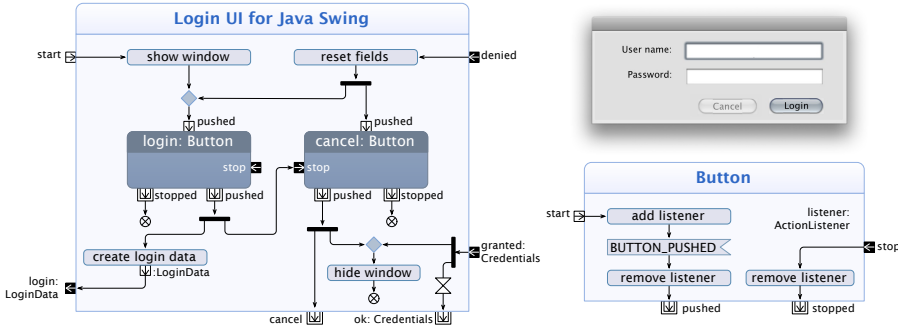 Login UI for Java Swing
start
show window
reset fields
denied
pushed
pushed
login: Button
cancel: Button
stop
stop
stopped
pushed
pushed
stopped
create login data
:LoginData
login:
LoginData
hide window
granted:
Credentials
cancel
ok: Credentials
User name:
Password:
Cancel
Login
Button
start
add listener
listener:
ActionListener
BUTTON_PUSHED
stop
remove listener
remove listener
pushed
stopped